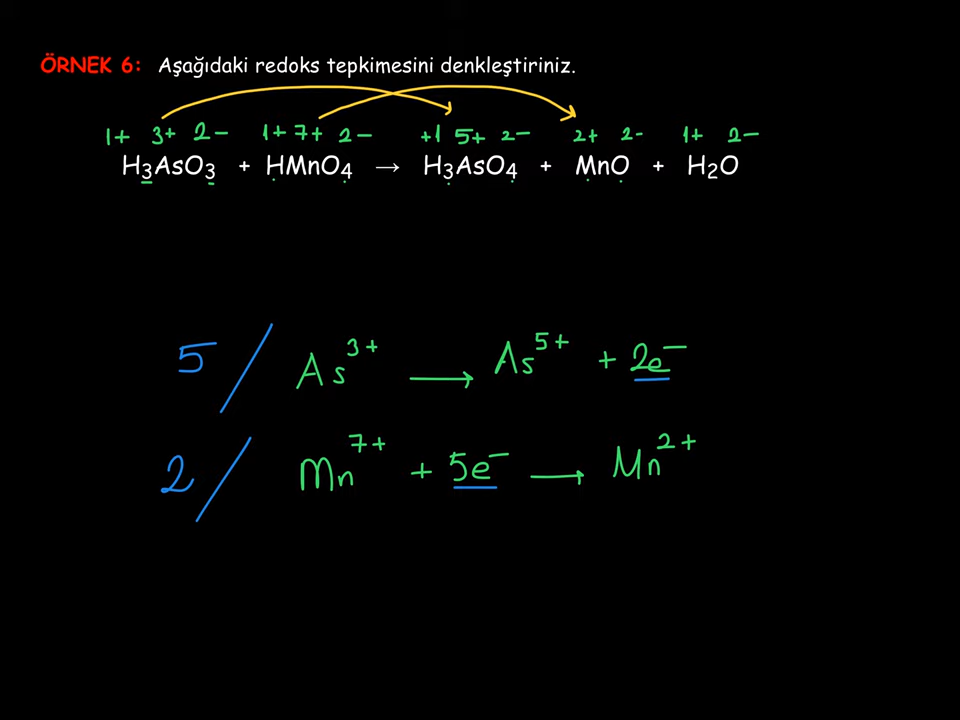 ÖRNEK 6: Aşağıdaki redoks tepkimesini denkleştiriniz.
1+ 3+ 2- 1+ 7+ 2- +1 5+ 2- 2+ 2- 1+ 2-
H₃AsO₃ + HMnO₄ → H₃AsO₄ + MnO + H₂O
5/ As³⁺ → As⁵⁺ + 2e⁻
2/ Mn⁷⁺ + 5e⁻ → Mn²⁺